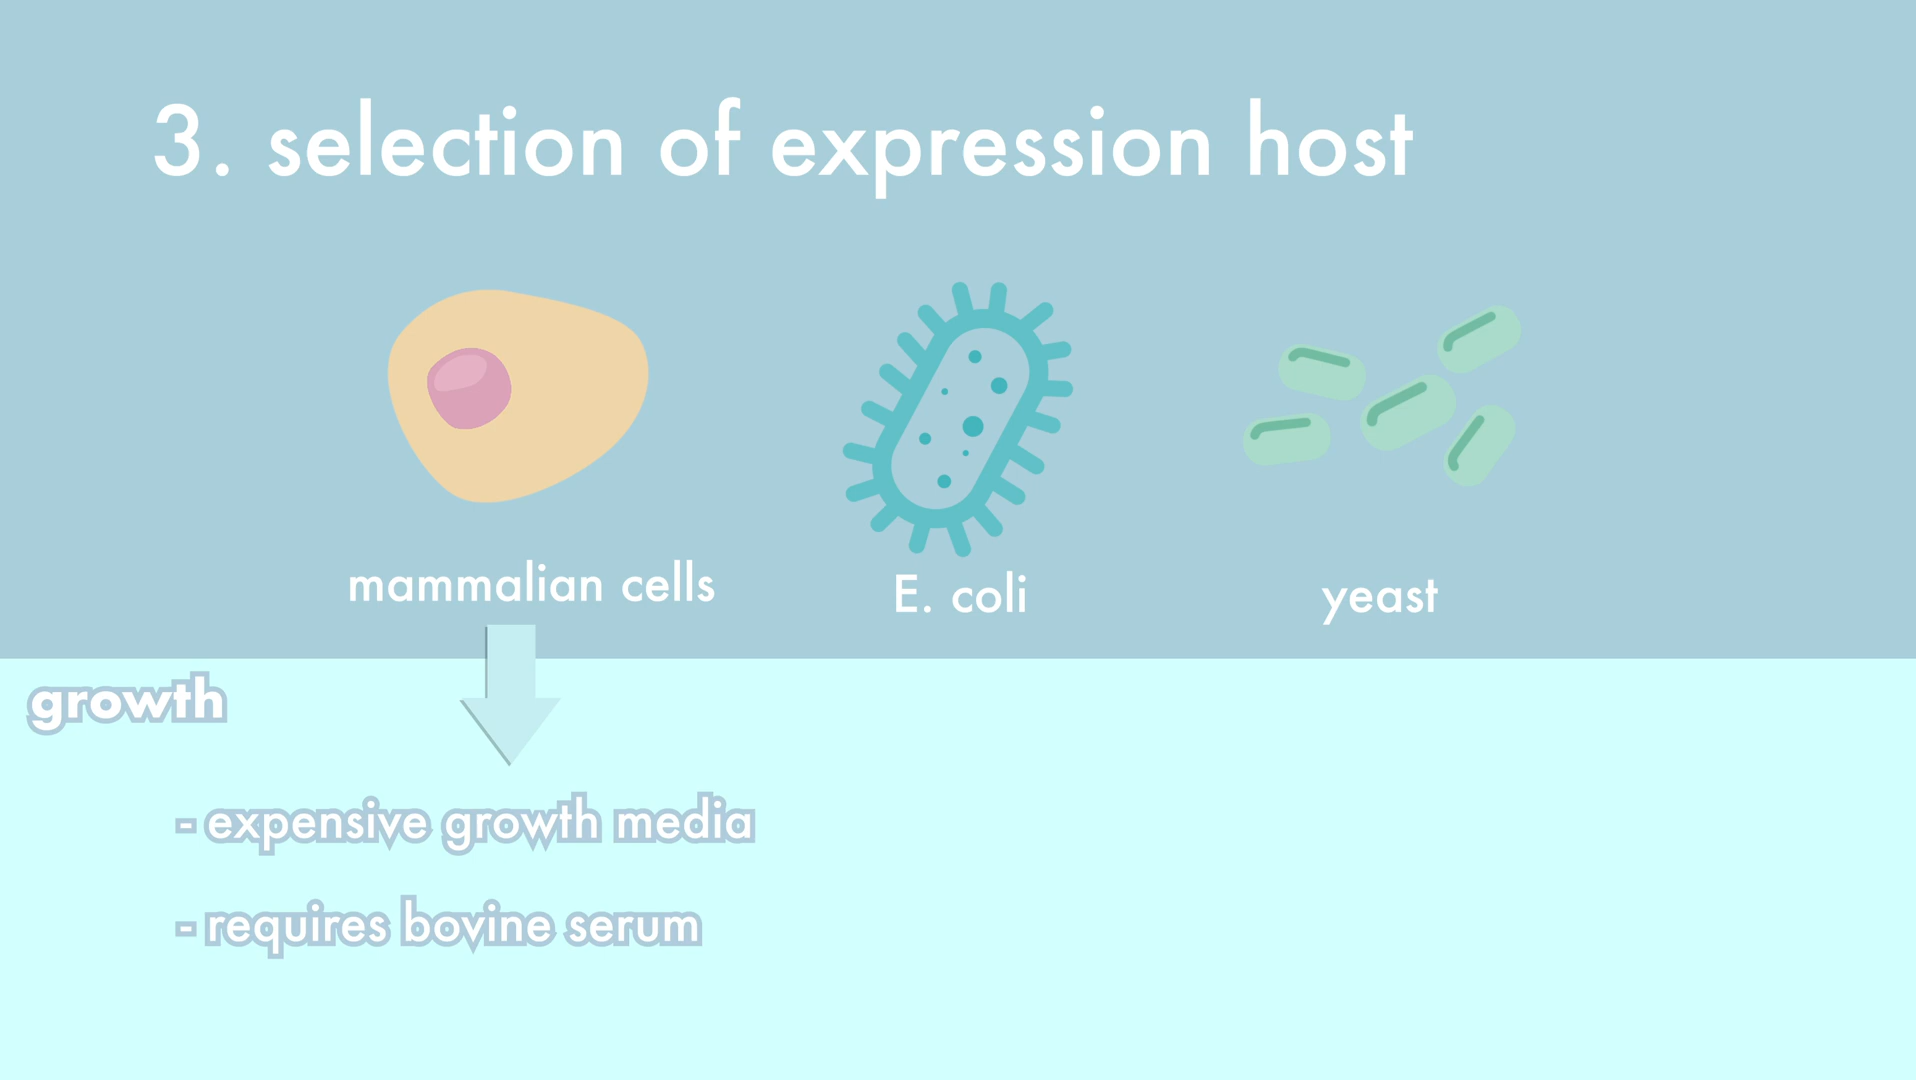 3. selection of expression host
mammalian cells
E. coli
yeast
growth
- expensive growth media
- requires bovine serum